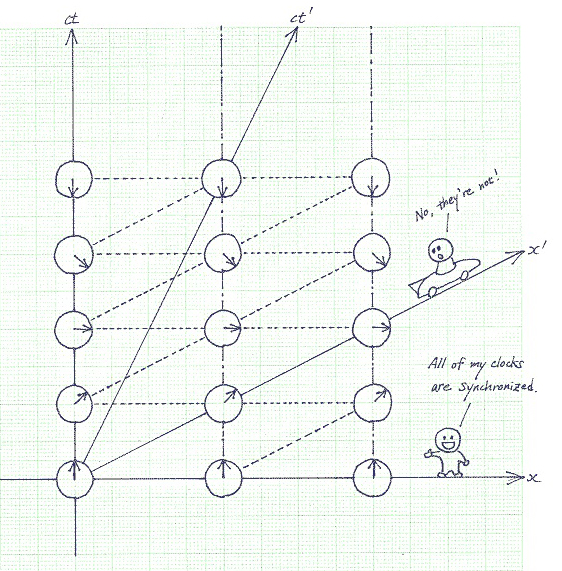 ct
ct'
No, they're not!
x'
All of my clocks
are synchronized.
x